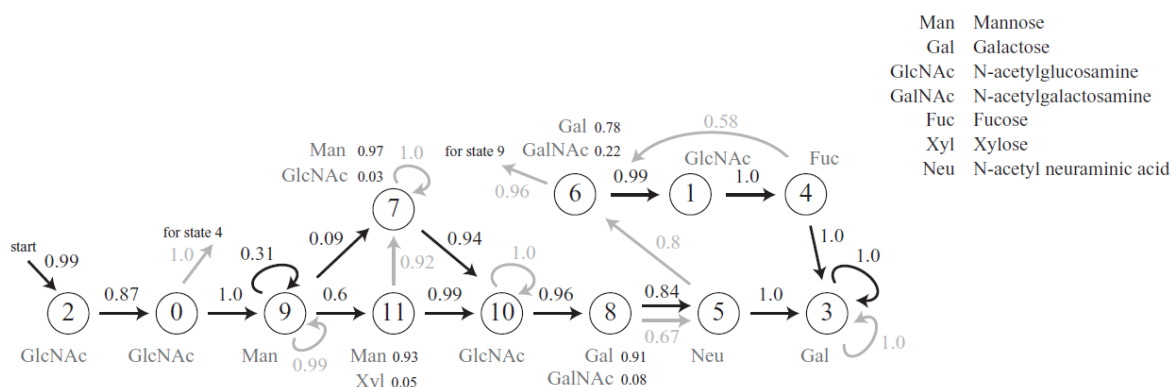 Man Mannose
Gal Galactose
GlcNAc N-acetylglucosamine
GalNAc N-acetylgalactosamine
Fuc Fucose
Xyl Xylose
Neu N-acetyl neuraminic acid
Gal 0.78
GalNAc 0.22
0.58
GlcNAc
Fuc
Man 0.97
GlcNAc 0.03
1.0
for state 9
0.96
6
0.99
1
1.0
4
7
start
0.99
for state 4
1.0
0.31
0.09
0.92
0.94
1.0
0.8
1.0
1.0
2
0.87
0
1.0
9
0.6
11
0.99
10
0.96
8
0.84
0.67
5
1.0
3
GlcNAc
GlcNAc
Man
0.99
Man 0.93
Xyl 0.05
GlcNAc
Gal 0.91
GalNAc 0.08
Neu
Gal
1.0